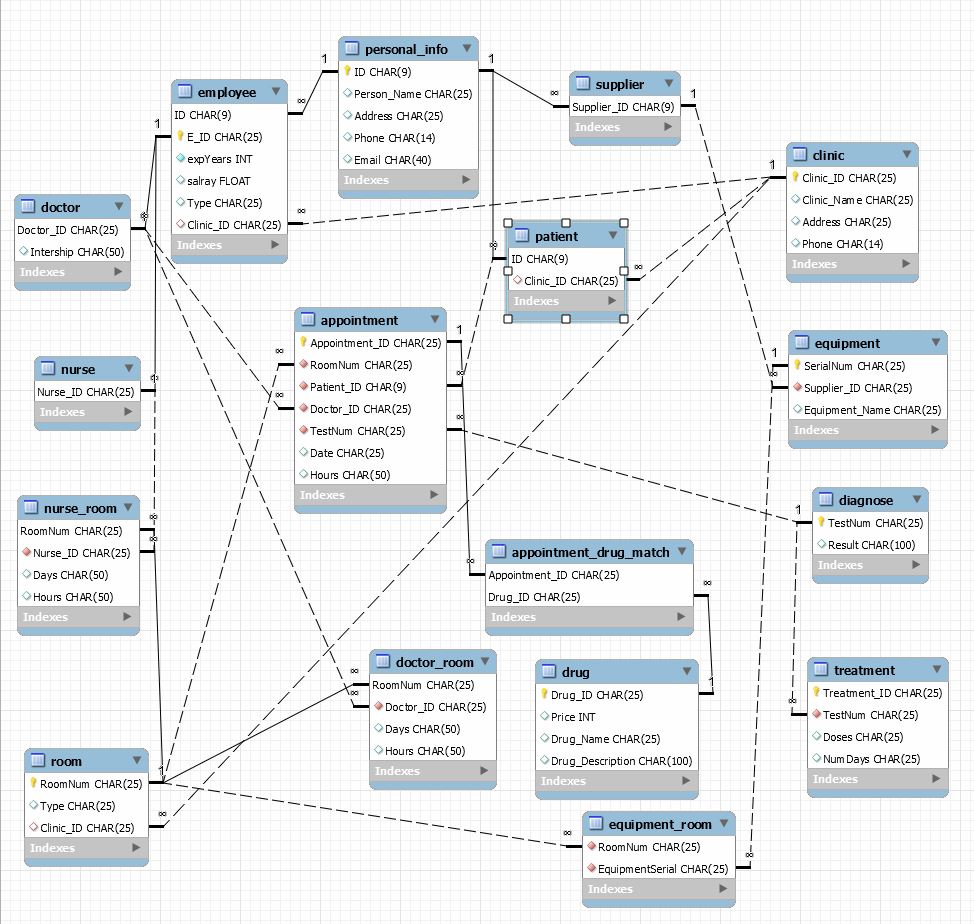 personal_info
ID CHAR(9)
Person_Name CHAR(25)
Address CHAR(25)
Phone CHAR(14)
Email CHAR(40)
Indexes
1
1
∞
employee
ID CHAR(9)
E_ID CHAR(25)
expYears INT
salray FLOAT
Type CHAR(25)
Clinic_ID CHAR(25)
Indexes
∞
∞
1
supplier
Supplier_ID CHAR(9)
Indexes
1
clinic
Clinic_ID CHAR(25)
Clinic_Name CHAR(25)
Address CHAR(25)
Phone CHAR(14)
Indexes
1
doctor
Doctor_ID CHAR(25)
Intership CHAR(50)
Indexes
∞
patient
ID CHAR(9)
Clinic_ID CHAR(25)
Indexes
∞
∞
appointment
Appointment_ID CHAR(25)
RoomNum CHAR(25)
Patient_ID CHAR(9)
Doctor_ID CHAR(25)
TestNum CHAR(25)
Date CHAR(25)
Hours CHAR(50)
Indexes
∞
∞
1
∞
∞
equipment
SerialNum CHAR(25)
Supplier_ID CHAR(25)
Equipment_Name CHAR(25)
Indexes
1
∞
nurse
Nurse_ID CHAR(25)
Indexes
∞
nurse_room
RoomNum CHAR(25)
Nurse_ID CHAR(25)
Days CHAR(50)
Hours CHAR(50)
Indexes
∞
∞
diagnose
TestNum CHAR(25)
Result CHAR(100)
Indexes
1
appointment_drug_match
Appointment_ID CHAR(25)
Drug_ID CHAR(25)
Indexes
∞
∞
doctor_room
RoomNum CHAR(25)
Doctor_ID CHAR(25)
Days CHAR(50)
Hours CHAR(50)
Indexes
∞
∞
drug
Drug_ID CHAR(25)
Price INT
Drug_Name CHAR(25)
Drug_Description CHAR(100)
Indexes
1
treatment
Treatment_ID CHAR(25)
TestNum CHAR(25)
Doses CHAR(25)
NumDays CHAR(25)
Indexes
∞
room
RoomNum CHAR(25)
Type CHAR(25)
Clinic_ID CHAR(25)
Indexes
1
∞
equipment_room
RoomNum CHAR(25)
EquipmentSerial CHAR(25)
Indexes
∞
∞